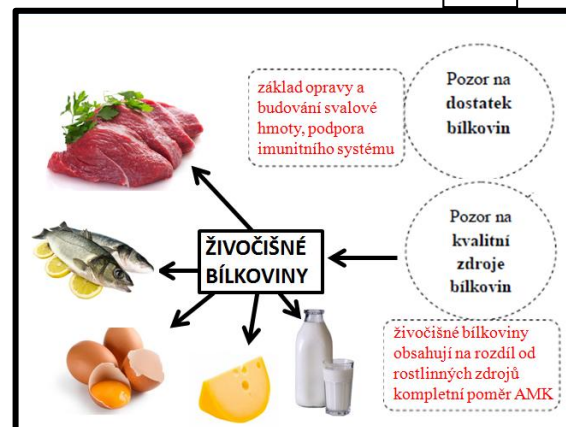 základ opravy a
budování svalové
hmoty, podpora
imunitního systému
Pozor na
dostatek
bílkovin
ŽIVOČIŠNÉ
BÍLKOVINY
Pozor na
kvalitní
zdroje
bílkovin
živočišné bílkoviny
obsahují na rozdíl od
rostlinných zdrojů
kompletní poměr AMK